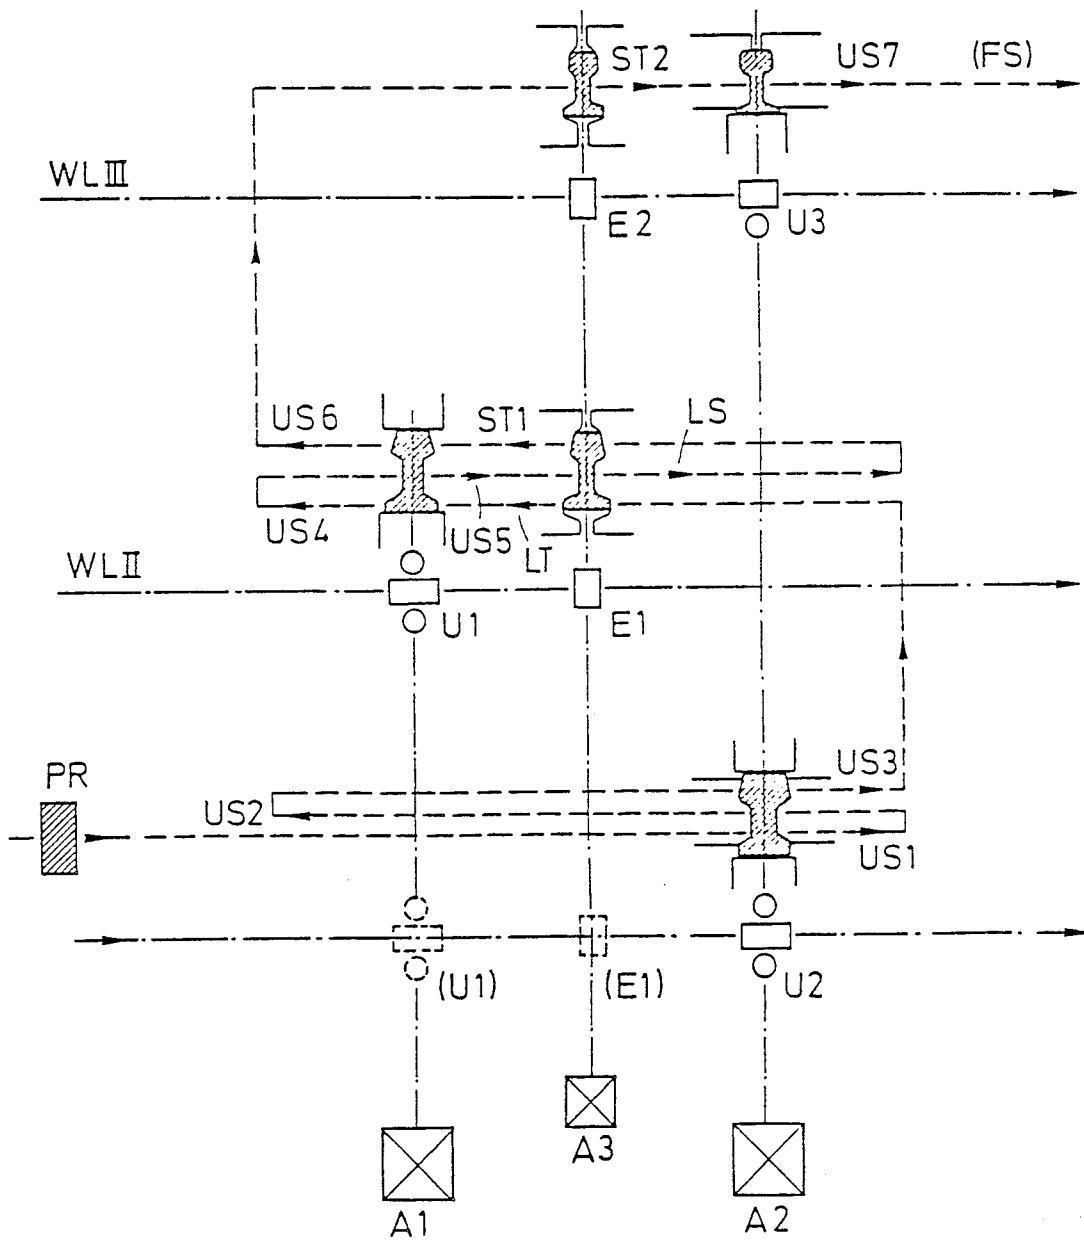 ST2 US7 (FS)
WL III
E2 U3
US6 ST1 LS
US4 US5 LT
WL II
U1 E1
PR
US3
US2
US1
(U1) (E1) U2
A3
A1 A2